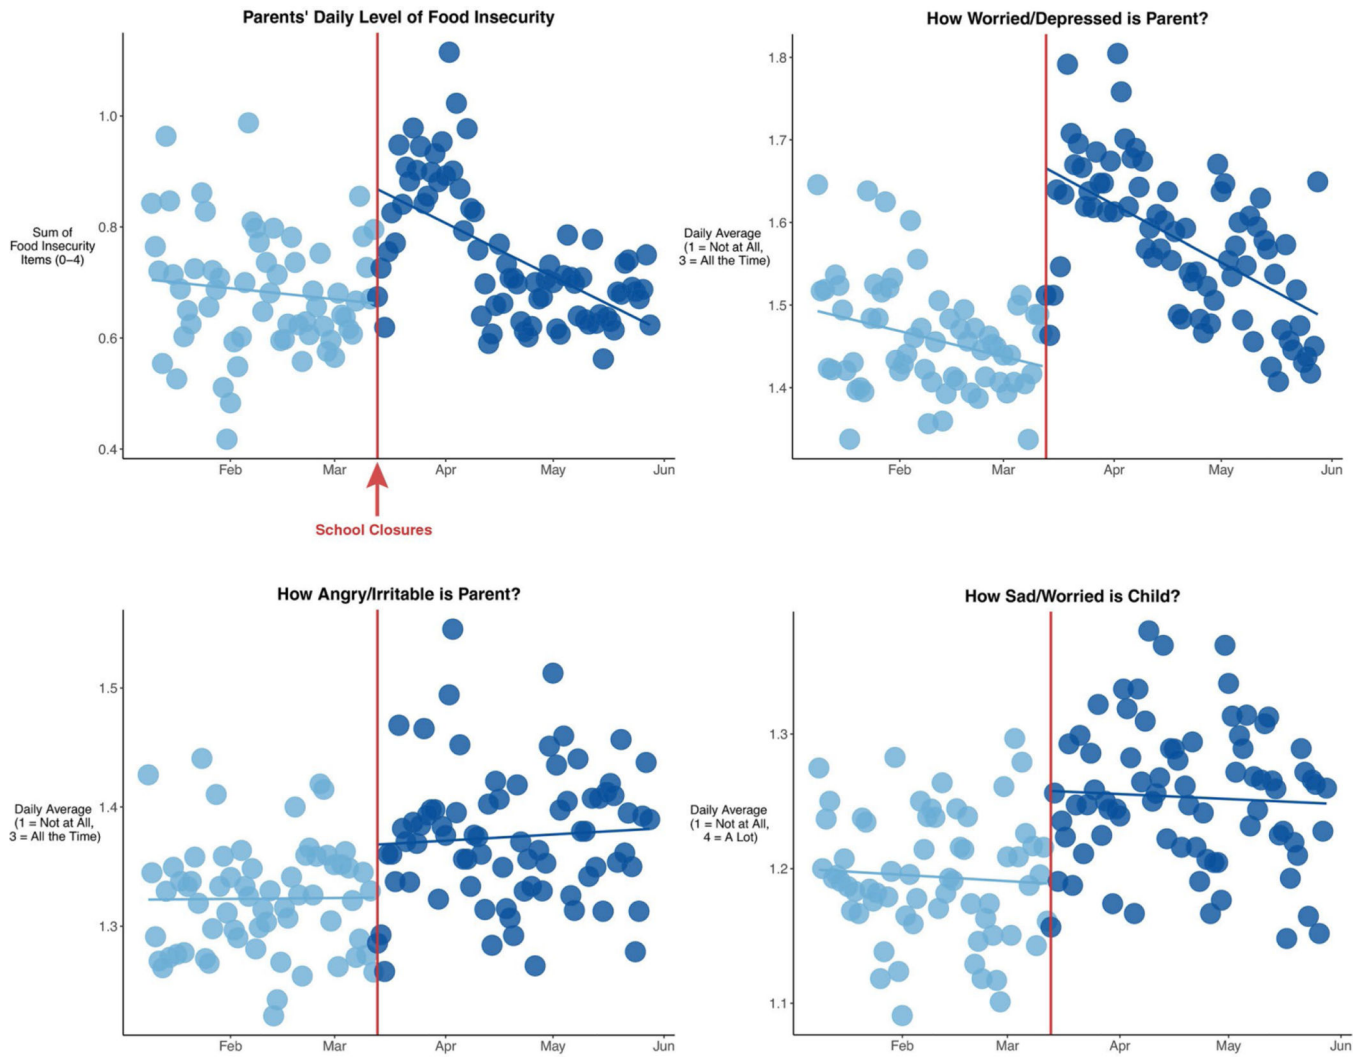 Parents' Daily Level of Food Insecurity
1.0
0.8
0.6
0.4
Sum of
Food Insecurity
Items (0–4)
Feb
Mar
Apr
May
Jun
School Closures
How Worried/Depressed is Parent?
1.8
1.7
1.6
1.5
1.4
Daily Average
(1 = Not at All,
3 = All the Time)
Feb
Mar
Apr
May
Jun
How Angry/Irritable is Parent?
1.5
1.4
1.3
Daily Average
(1 = Not at All,
3 = All the Time)
Feb
Mar
Apr
May
Jun
How Sad/Worried is Child?
1.3
1.2
1.1
Daily Average
(1 = Not at All,
4 = A Lot)
Feb
Mar
Apr
May
Jun